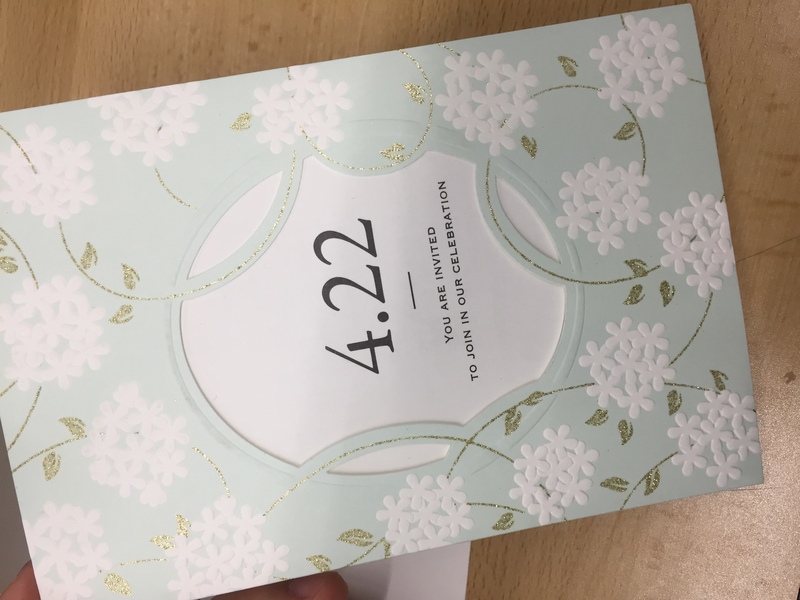 4.22
YOU ARE INVITED
TO JOIN IN OUR CELEBRATION